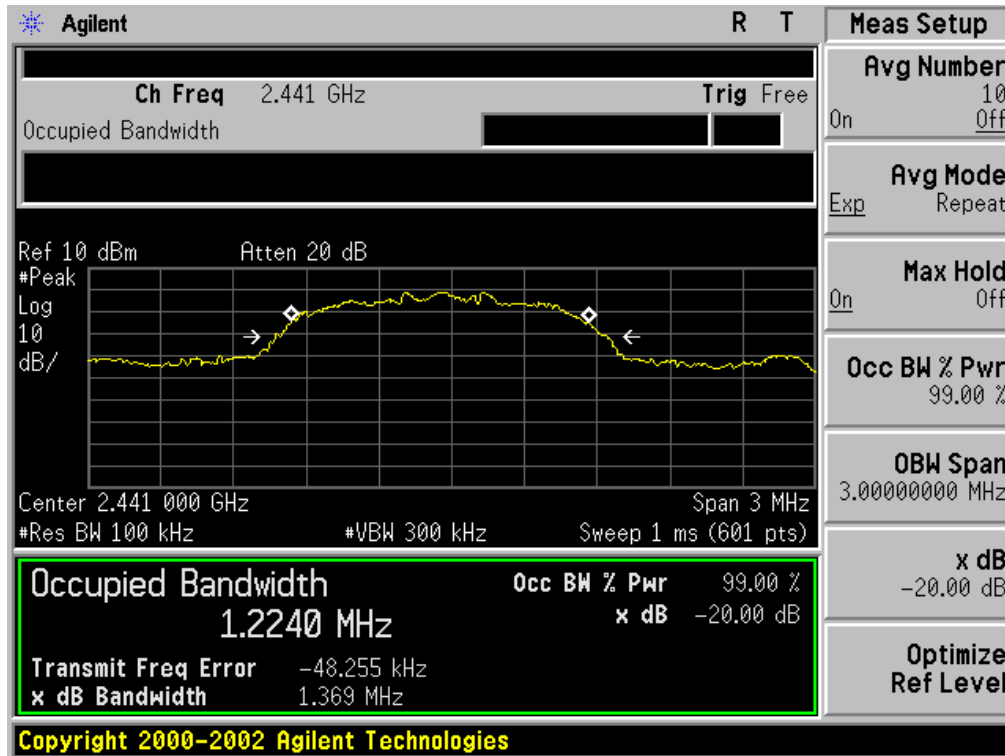 Agilent R T
Ch Freq 2.441 GHz Trig Free
Occupied Bandwidth
Ref 10 dBm Atten 20 dB
#Peak
Log
10
dB/
Center 2.441 000 GHz Span 3 MHz
#Res BW 100 kHz #VBW 300 kHz Sweep 1 ms (601 pts)
Occupied Bandwidth Occ BW % Pwr 99.00 %
1.2240 MHz x dB -20.00 dB
Transmit Freq Error -48.255 kHz
x dB Bandwidth 1.369 MHz
Copyright 2000-2002 Agilent Technologies
Meas Setup
Avg Number
10
On Off
Avg Mode
Exp Repeat
Max Hold
On Off
Occ BW % Pwr
99.00 %
OBW Span
3.00000000 MHz
x dB
-20.00 dB
Optimize
Ref Level